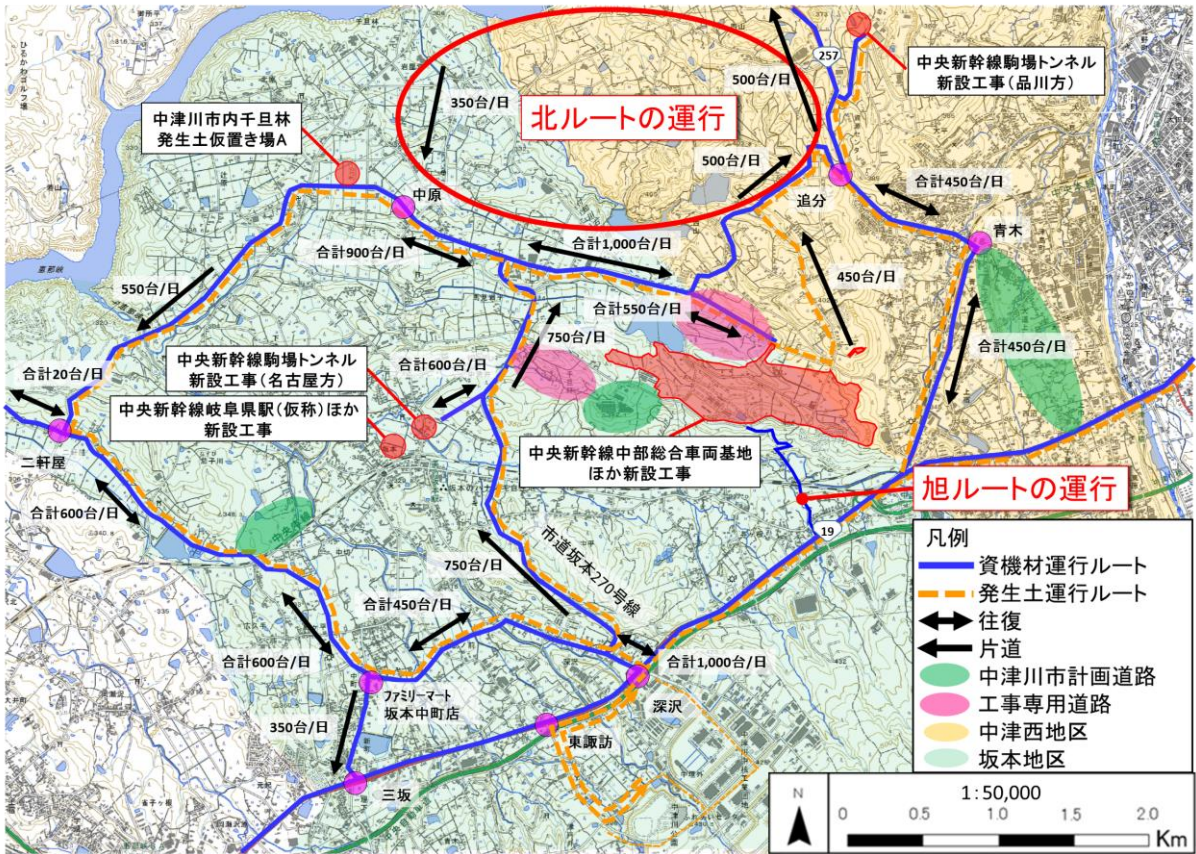 中央新幹線駒場トンネル
新設工事(品川方)
257
500台/日
350台/日
北ルートの運行
中津川市内千旦林
発生土仮置き場A
500台/日
追分
合計450台/日
青木
中原
合計900台/日
合計1,000台/日
450台/日
550台/日
合計550台/日
750台/日
合計450台/日
中央新幹線駒場トンネル
新設工事(名古屋方)
合計600台/日
合計20台/日
中央新幹線岐阜県駅(仮称)ほか
新設工事
二軒屋
中央新幹線中部総合車両基地
ほか新設工事
旭ルートの運行
合計600台/日
19
750台/日
市道坂本270号線
合計450台/日
合計600台/日
合計1,000台/日
ファミリーマート
坂本中町店
350台/日
深沢
東諏訪
三坂
凡例
資機材運行ルート
発生土運行ルート
往復
片道
中津川市計画道路
工事専用道路
中津西地区
坂本地区
N
1:50,000
0 0.5 1.0 2.0 Km